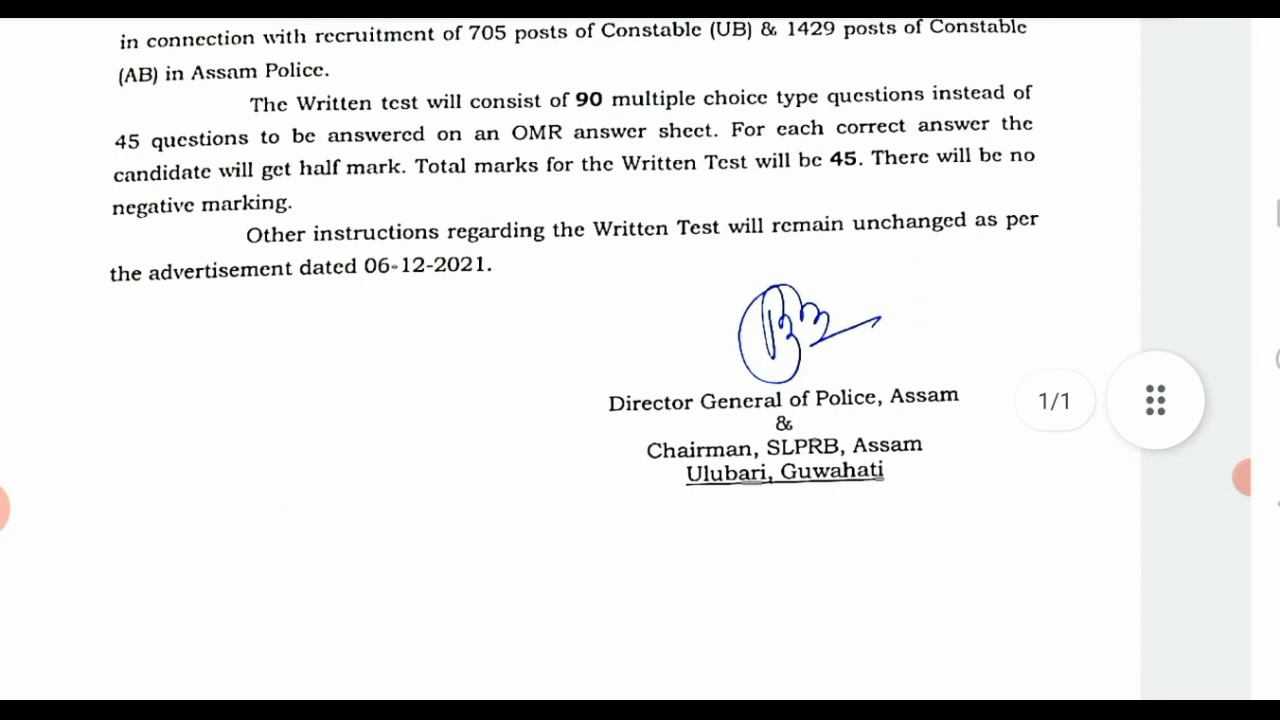 in connection with recruitment of 705 posts of Constable (UB) & 1429 posts of Constable
(AB) in Assam Police.
The Written test will consist of 90 multiple choice type questions instead of
45 questions to be answered on an OMR answer sheet. For each correct answer the
candidate will get half mark. Total marks for the Written Test will be 45. There will be no
negative marking.
Other instructions regarding the Written Test will remain unchanged as per
the advertisement dated 06-12-2021.
Director General of Police, Assam
&
Chairman, SLPRB, Assam
Ulubari, Guwahati
1/1